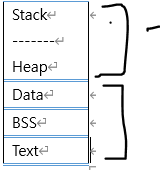 Stack
-------
Heap
Data
BSS
Text